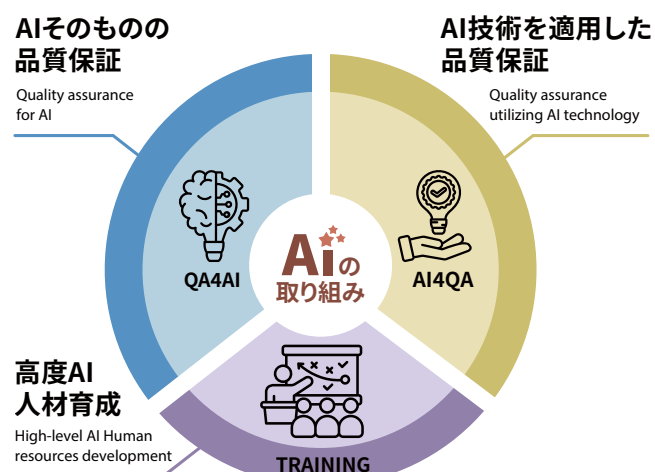 AIそのものの
品質保証
Quality assurance
for AI
AI技術を適用した
品質保証
Quality assurance
utilizing AI technology
QA4AI
Aiの
取り組み
AI4QA
高度AI
人材育成
High-level AI Human
resources development
TRAINING